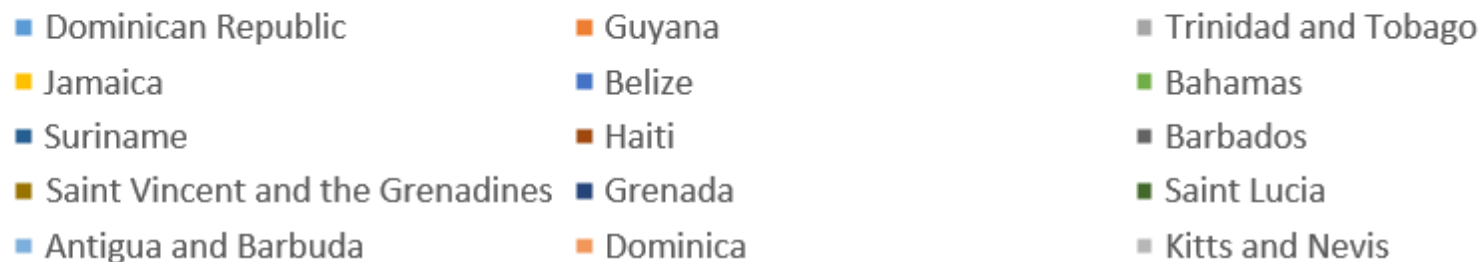 Dominican Republic Guyana Trinidad and Tobago
Jamaica Belize Bahamas
Suriname Haiti Barbados
Saint Vincent and the Grenadines Grenada Saint Lucia
Antigua and Barbuda Dominica Kitts and Nevis